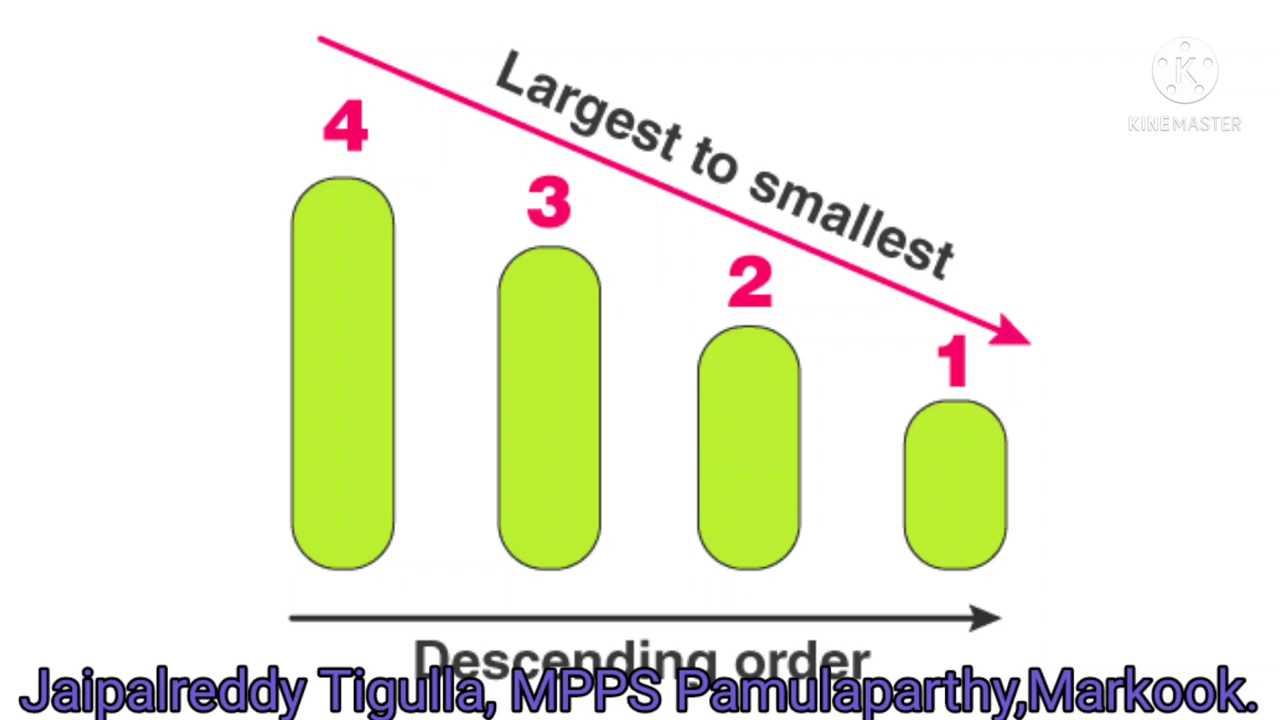 Largest to smallest
4
3
2
1
K
KINEMASTER
Descending order
Jaipalreddy Tigulla, MPPS Pamulaparthy,Markook.